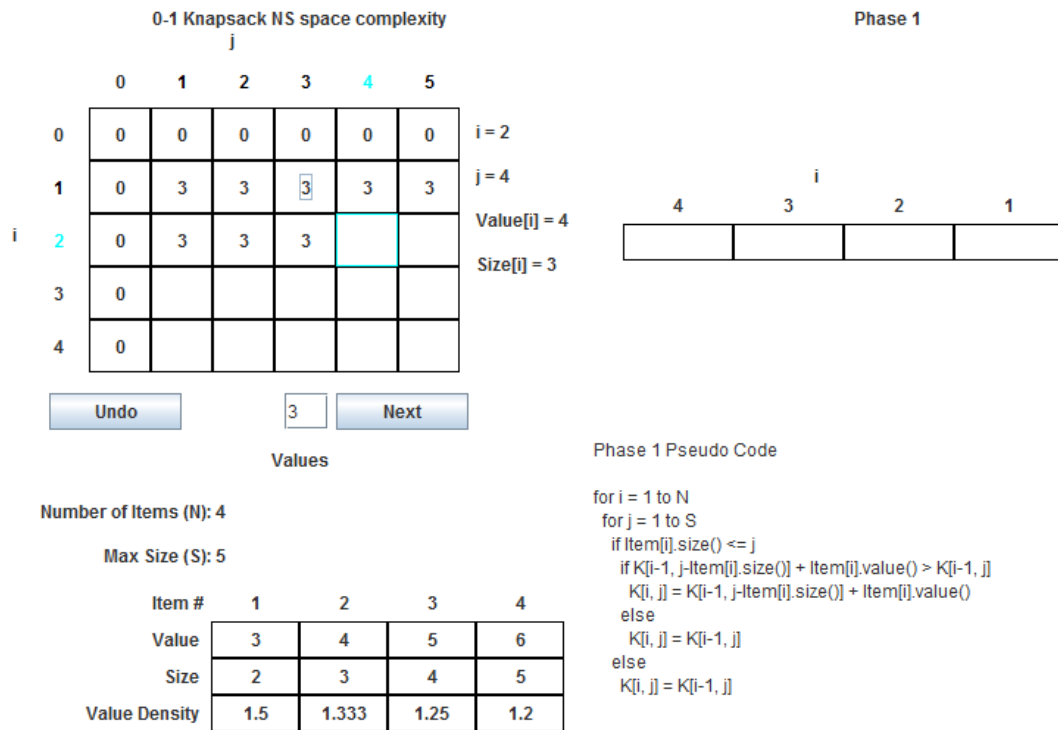 0-1 Knapsack NS space complexity
j
0 1 2 3 4 5
0 0 0 0 0 0 0
i = 2
1 0 3 3 3 3 3
j = 4
Value[i] = 4
i
2 0 3 3 3
Size[i] = 3
3 0
4 0
Undo
3
Next
Values
Number of Items (N): 4
Max Size (S): 5
Item # 1 2 3 4
Value 3 4 5 6
Size 2 3 4 5
Value Density 1.5 1.333 1.25 1.2
Phase 1
i
4 3 2 1
Phase 1 Pseudo Code
for i = 1 to N
for j = 1 to S
if Item[i].size() <= j
if K[i-1, j-Item[i].size()] + Item[i].value() > K[i-1, j]
K[i, j] = K[i-1, j-Item[i].size()] + Item[i].value()
else
K[i, j] = K[i-1, j]
else
K[i, j] = K[i-1, j]